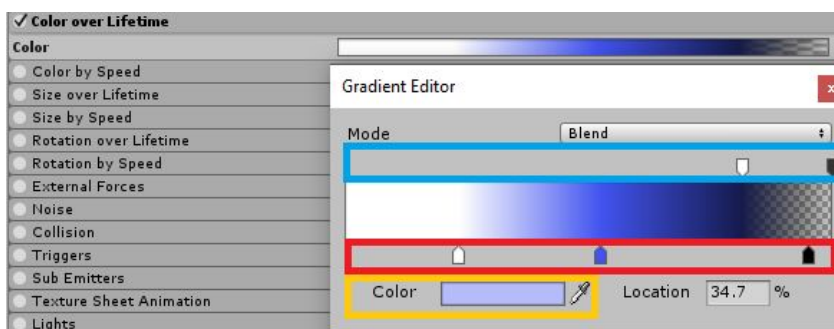 Color over Lifetime
Color
Color by Speed
Size over Lifetime
Size by Speed
Rotation over Lifetime
Rotation by Speed
External Forces
Noise
Collision
Triggers
Sub Emitters
Texture Sheet Animation
Lights
Gradient Editor
x
Mode Blend
Color Location 34.7 %